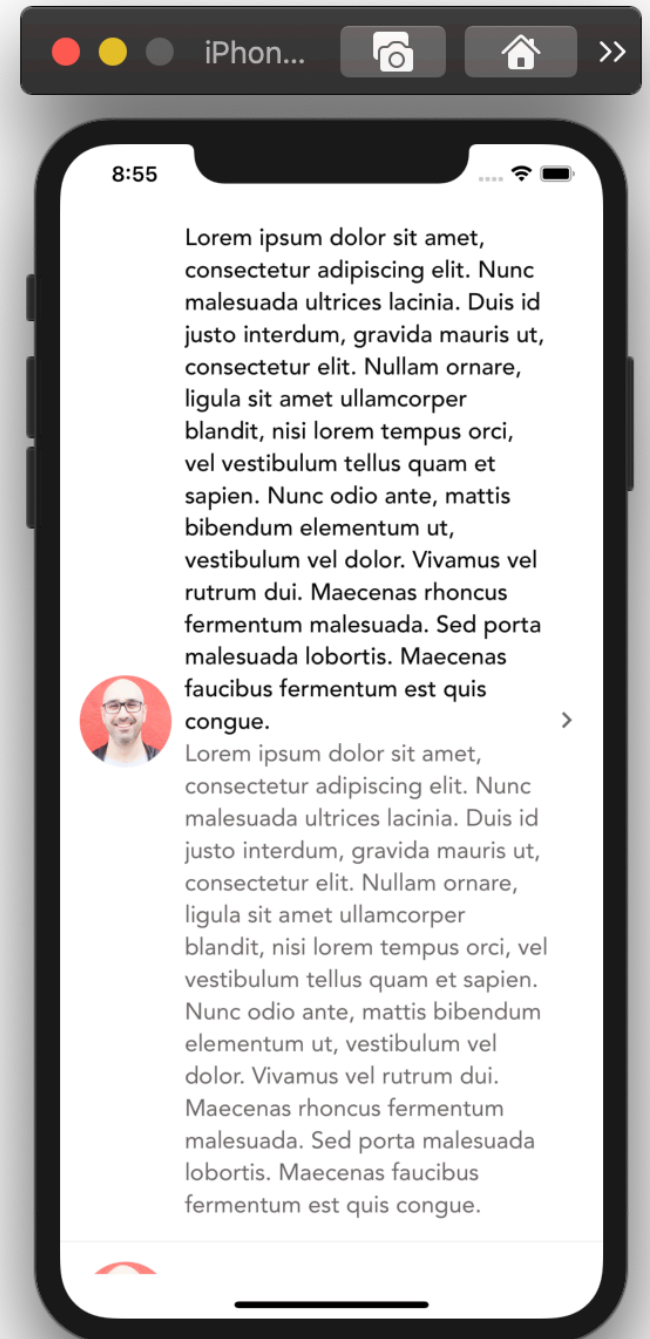 iPhon...
8:55
Lorem ipsum dolor sit amet,
consectetur adipiscing elit. Nunc
malesuada ultrices lacinia. Duis id
justo interdum, gravida mauris ut,
consectetur elit. Nullam ornare,
ligula sit amet ullamcorper
blandit, nisi lorem tempus orci,
vel vestibulum tellus quam et
sapien. Nunc odio ante, mattis
bibendum elementum ut,
vestibulum vel dolor. Vivamus vel
rutrum dui. Maecenas rhoncus
fermentum malesuada. Sed porta
malesuada lobortis. Maecenas
faucibus fermentum est quis
congue.
Lorem ipsum dolor sit amet,
consectetur adipiscing elit. Nunc
malesuada ultrices lacinia. Duis id
justo interdum, gravida mauris ut,
consectetur elit. Nullam ornare,
ligula sit amet ullamcorper
blandit, nisi lorem tempus orci, vel
vestibulum tellus quam et sapien.
Nunc odio ante, mattis bibendum
elementum ut, vestibulum vel
dolor. Vivamus vel rutrum dui.
Maecenas rhoncus fermentum
malesuada. Sed porta malesuada
lobortis. Maecenas faucibus
fermentum est quis congue.